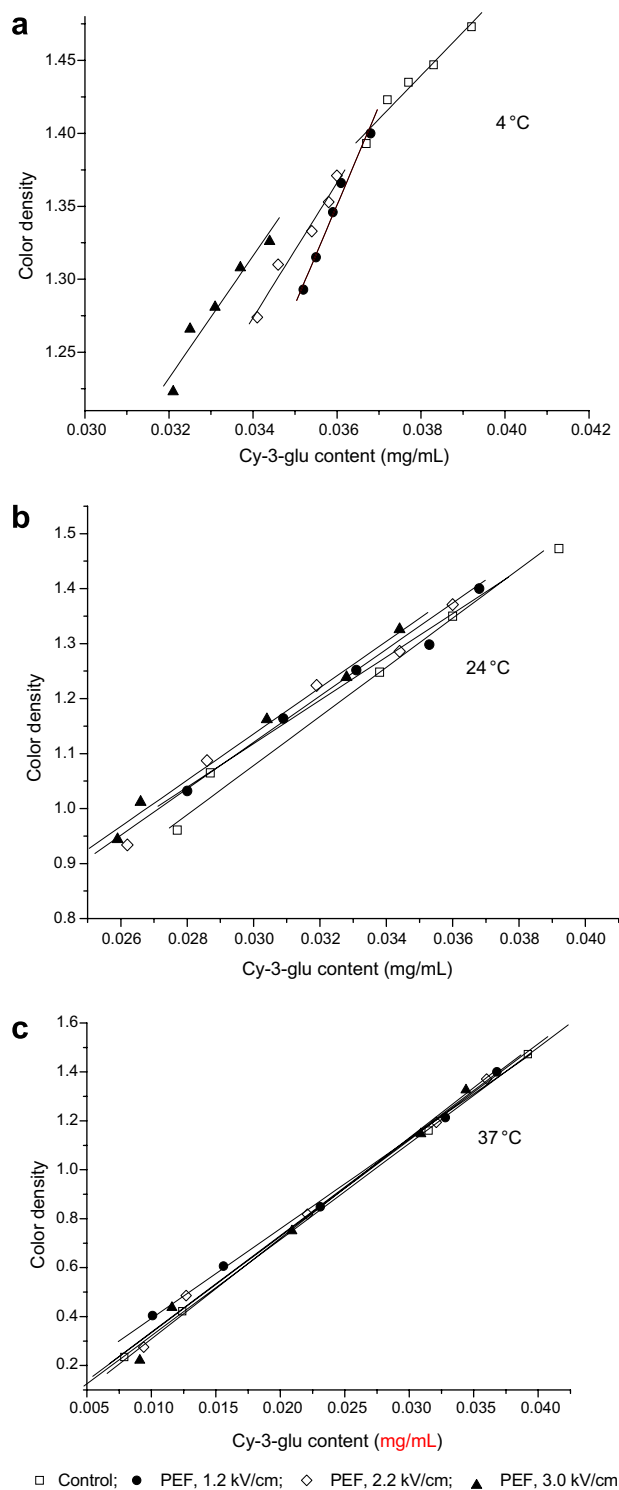 a
1.45
1.40
1.35
1.30
1.25
Color density
4 °C
0.030 0.032 0.034 0.036 0.038 0.040 0.042
Cy-3-glu content (mg/mL)
b
1.5
1.4
1.3
1.2
1.1
1.0
0.9
0.8
Color density
24 °C
0.026 0.028 0.030 0.032 0.034 0.036 0.038 0.040
Cy-3-glu content (mg/mL)
c
1.6
1.4
1.2
1.0
0.8
0.6
0.4
0.2
Color density
37 °C
0.005 0.010 0.015 0.020 0.025 0.030 0.035 0.040
Cy-3-glu content (mg/mL)
Control; PEF, 1.2 kV/cm; PEF, 2.2 kV/cm; PEF, 3.0 kV/cm